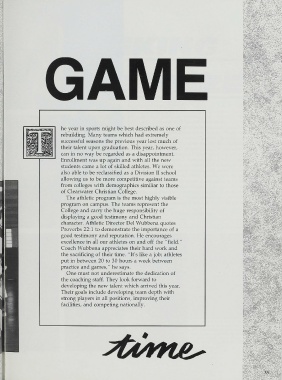 GAME
The year in sports might be best described as one of
rebuilding. Many teams which had extremely
successful seasons the previous year lost much of
their talent upon graduation. This year, however,
can in no way be regarded as a disappointment.
Enrollment was up again and with all the new
students came a lot of skilled athletes. We were
also able to be reclassified as a Division II school
allowing us to be more competitive against teams
from colleges with demographics similar to those
of Clearwater Christian College.
The athletic program is the most highly visible
program on campus. The teams represent the
College and carry the huge responsibility of
displaying a good testimony and Christian
character. Athletic Director Del Wubbena quotes
Proverbs 22:1 to demonstrate the importance of a
good testimony and reputation. He encourages
excellence in all our athletes on and off the "field."
Coach Wubbena appreciates their hard work and
the sacrificing of their time. "It's like a job; athletes
put in between 20 to 30 hours a week between
practice and games," he says.
One must not underestimate the dedication of
the coaching staff. They look forward to
developing the new talent which arrived this year.
Their goals include developing team depth with
strong players in all positions, improving their
facilities, and competing nationally.
time